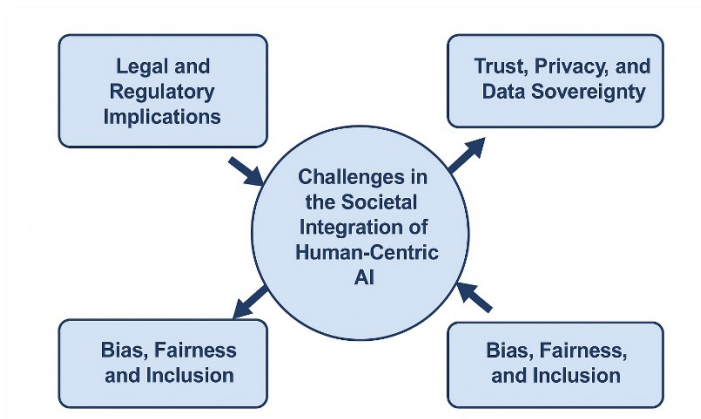 Legal and
Regulatory
Implications
Trust, Privacy, and
Data Sovereignty
Challenges in
the Societal
Integration of
Human-Centric
AI
Bias, Fairness
and Inclusion
Bias, Fairness,
and Inclusion